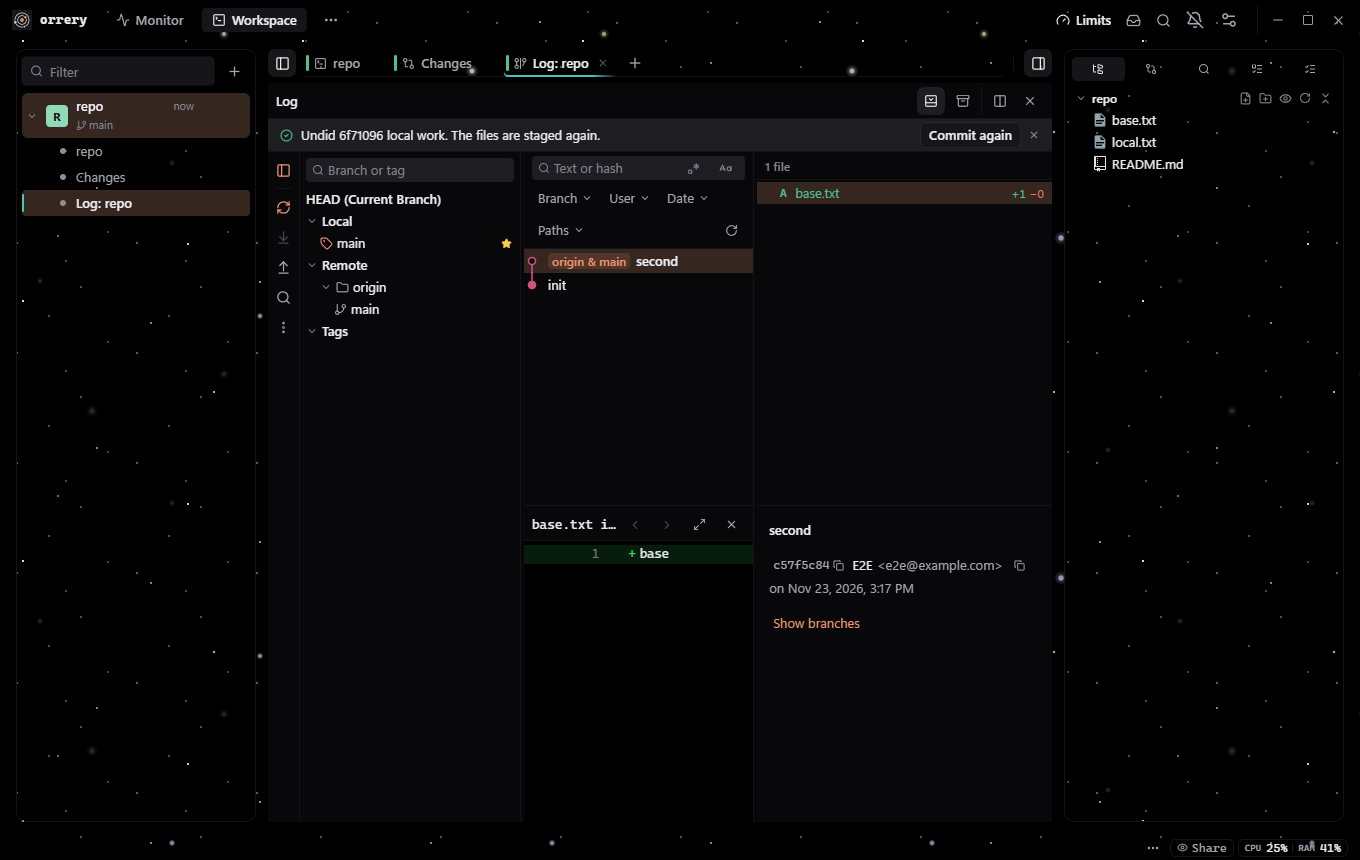 orrery
Monitor
Workspace
Limits
Filter
repo
now
main
repo
Changes
Log: repo
repo
Changes
Log: repo
Log
Undid 6f71096 local work. The files are staged again.
Commit again
Branch or tag
HEAD (Current Branch)
Local
main
Remote
origin
main
Tags
Text or hash
.*
Aa
Branch
User
Date
Paths
origin & main second
init
1 file
A base.txt +1 −0
base.txt i…
1 + base
second
c57f5c84 E2E <e2e@example.com>
on Nov 23, 2026, 3:17 PM
Show branches
repo
base.txt
local.txt
README.md
Share
CPU 25%
RAM 41%